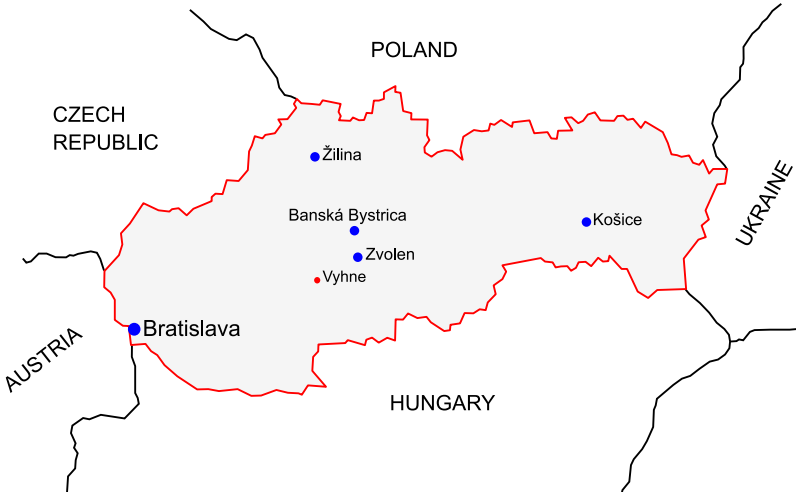 POLAND
CZECH
REPUBLIC
Žilina
UKRAINE
Banská Bystrica
Košice
Zvolen
Vyhne
Bratislava
AUSTRIA
HUNGARY